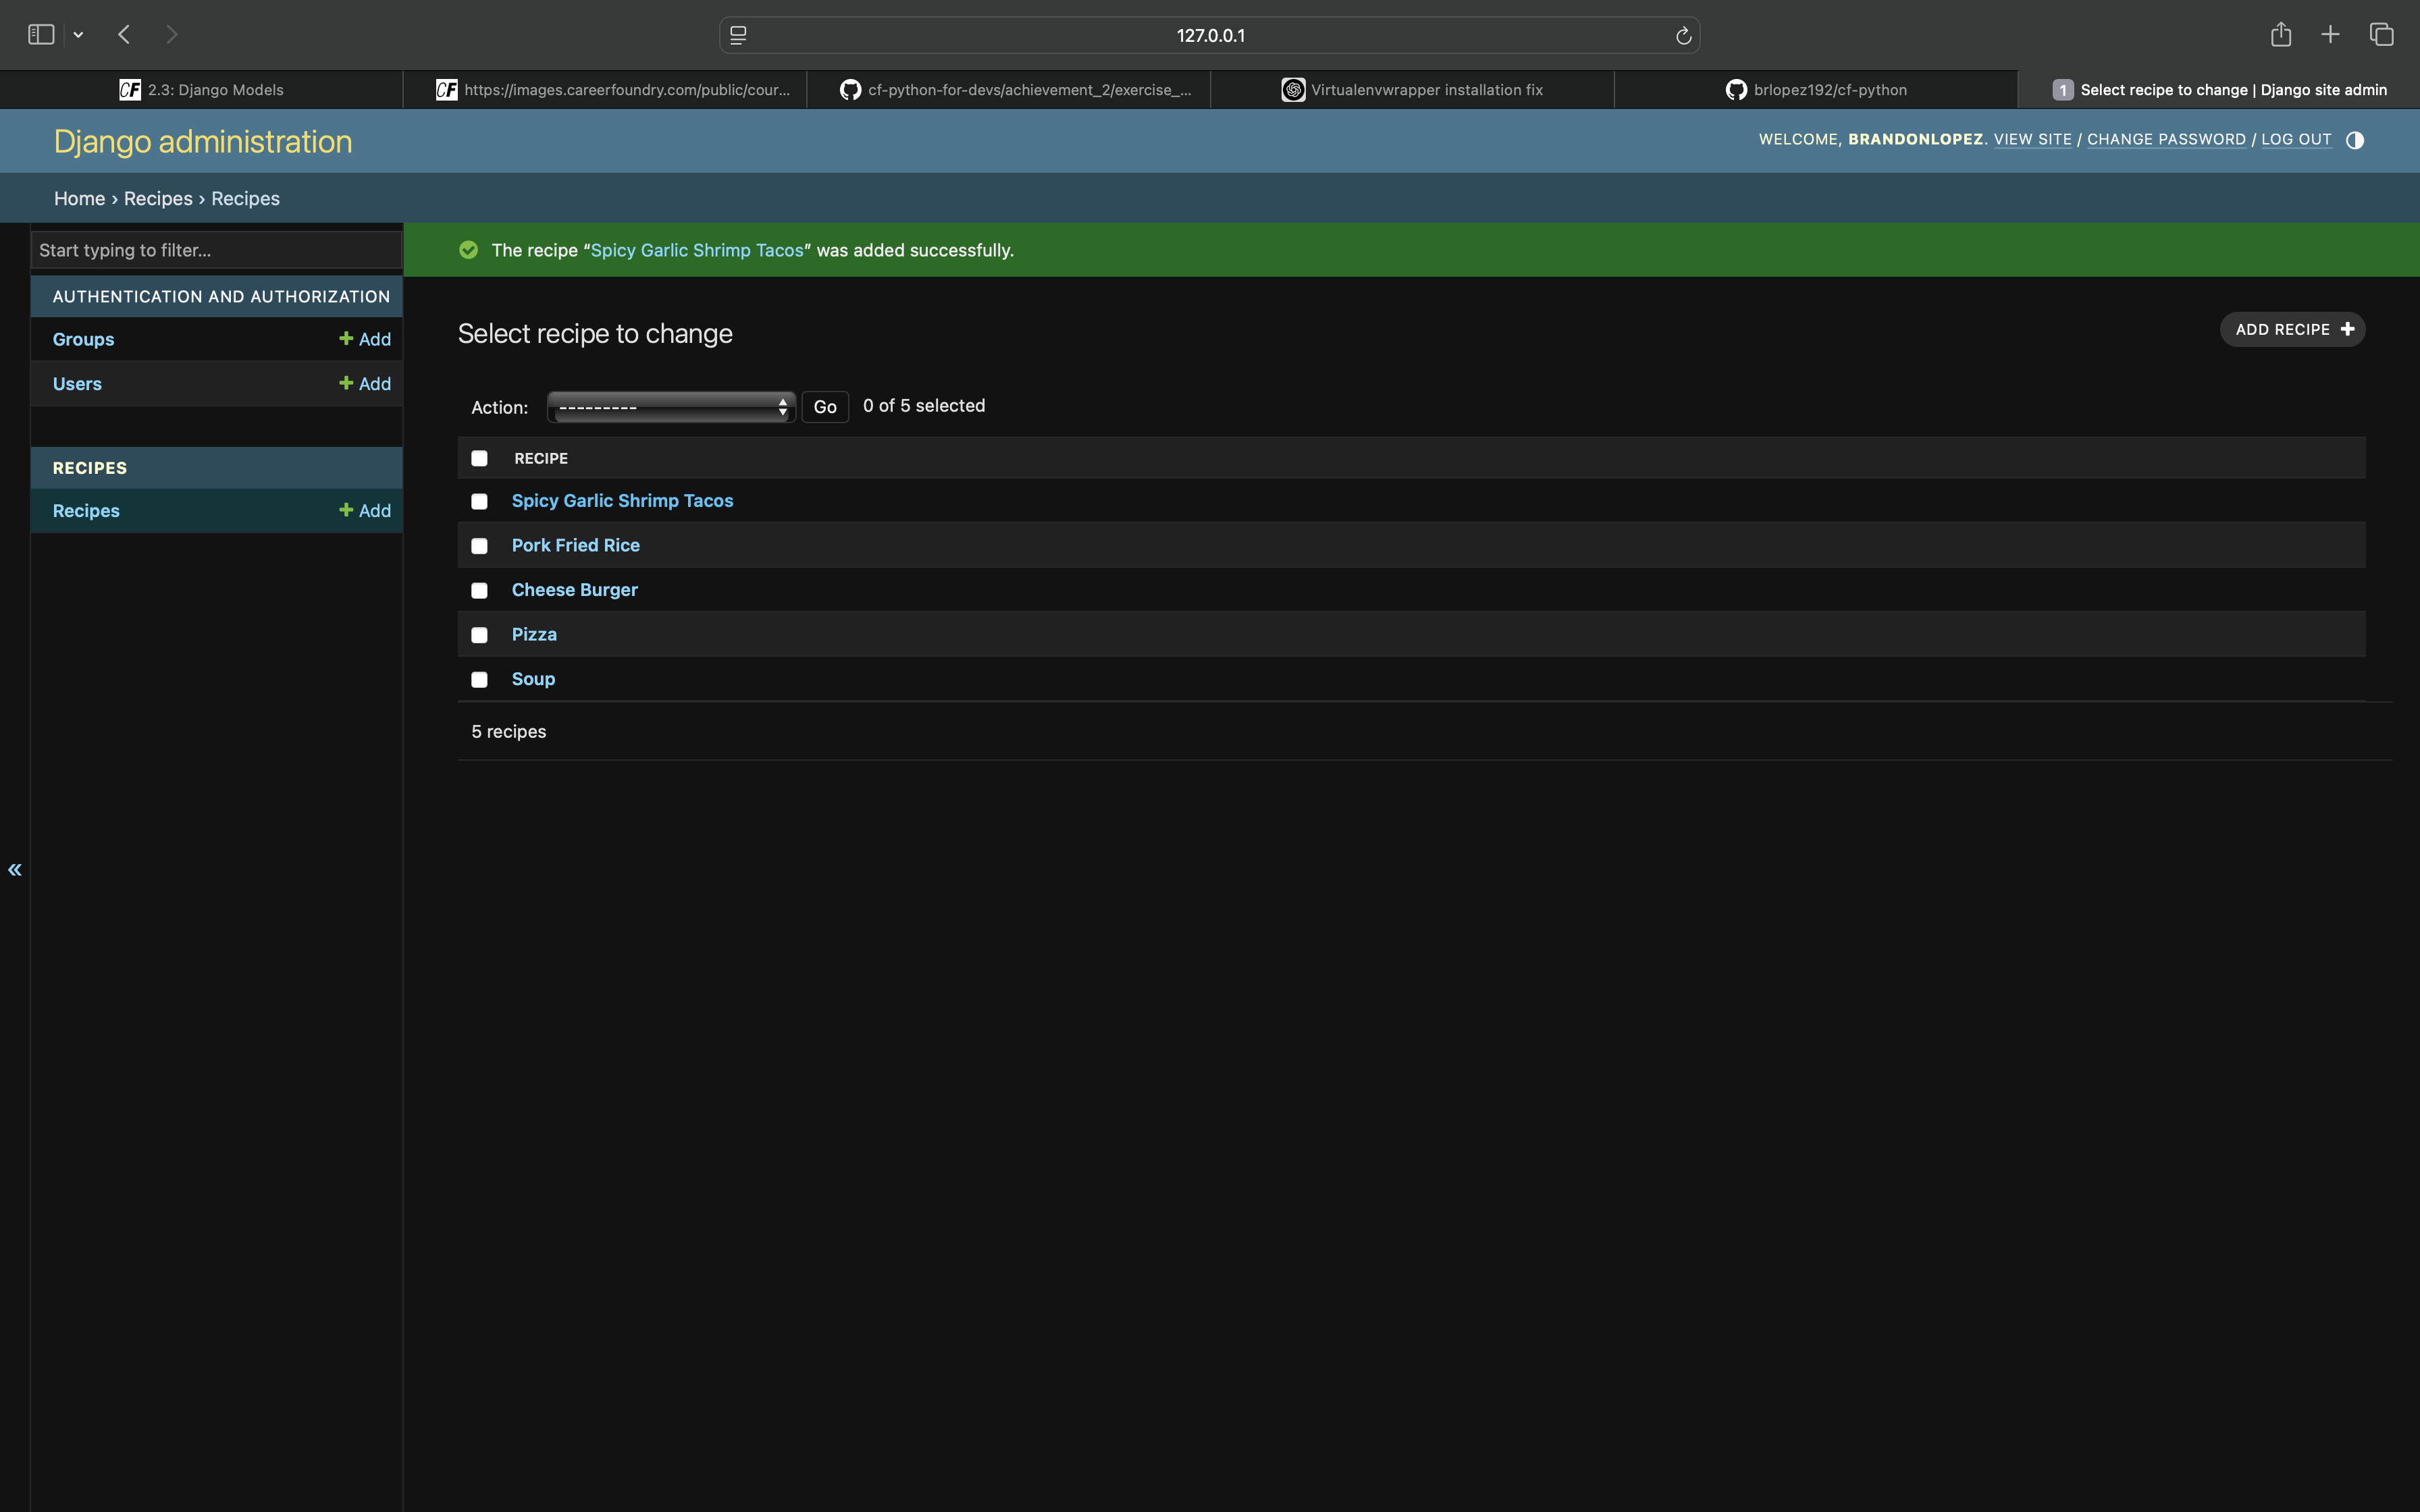 127.0.0.1
CF 2.3: Django Models
CF https://images.careerfoundry.com/public/cour...
cf-python-for-devs/achievement_2/exercise_...
Virtualenvwrapper installation fix
brlopez192/cf-python
1 Select recipe to change | Django site admin
Django administration
WELCOME, BRANDONLOPEZ. VIEW SITE / CHANGE PASSWORD / LOG OUT
Home › Recipes › Recipes
Start typing to filter...
AUTHENTICATION AND AUTHORIZATION
Groups + Add
Users + Add
RECIPES
Recipes + Add
The recipe “Spicy Garlic Shrimp Tacos” was added successfully.
Select recipe to change
ADD RECIPE +
Action: --------- Go 0 of 5 selected
RECIPE
Spicy Garlic Shrimp Tacos
Pork Fried Rice
Cheese Burger
Pizza
Soup
5 recipes
«